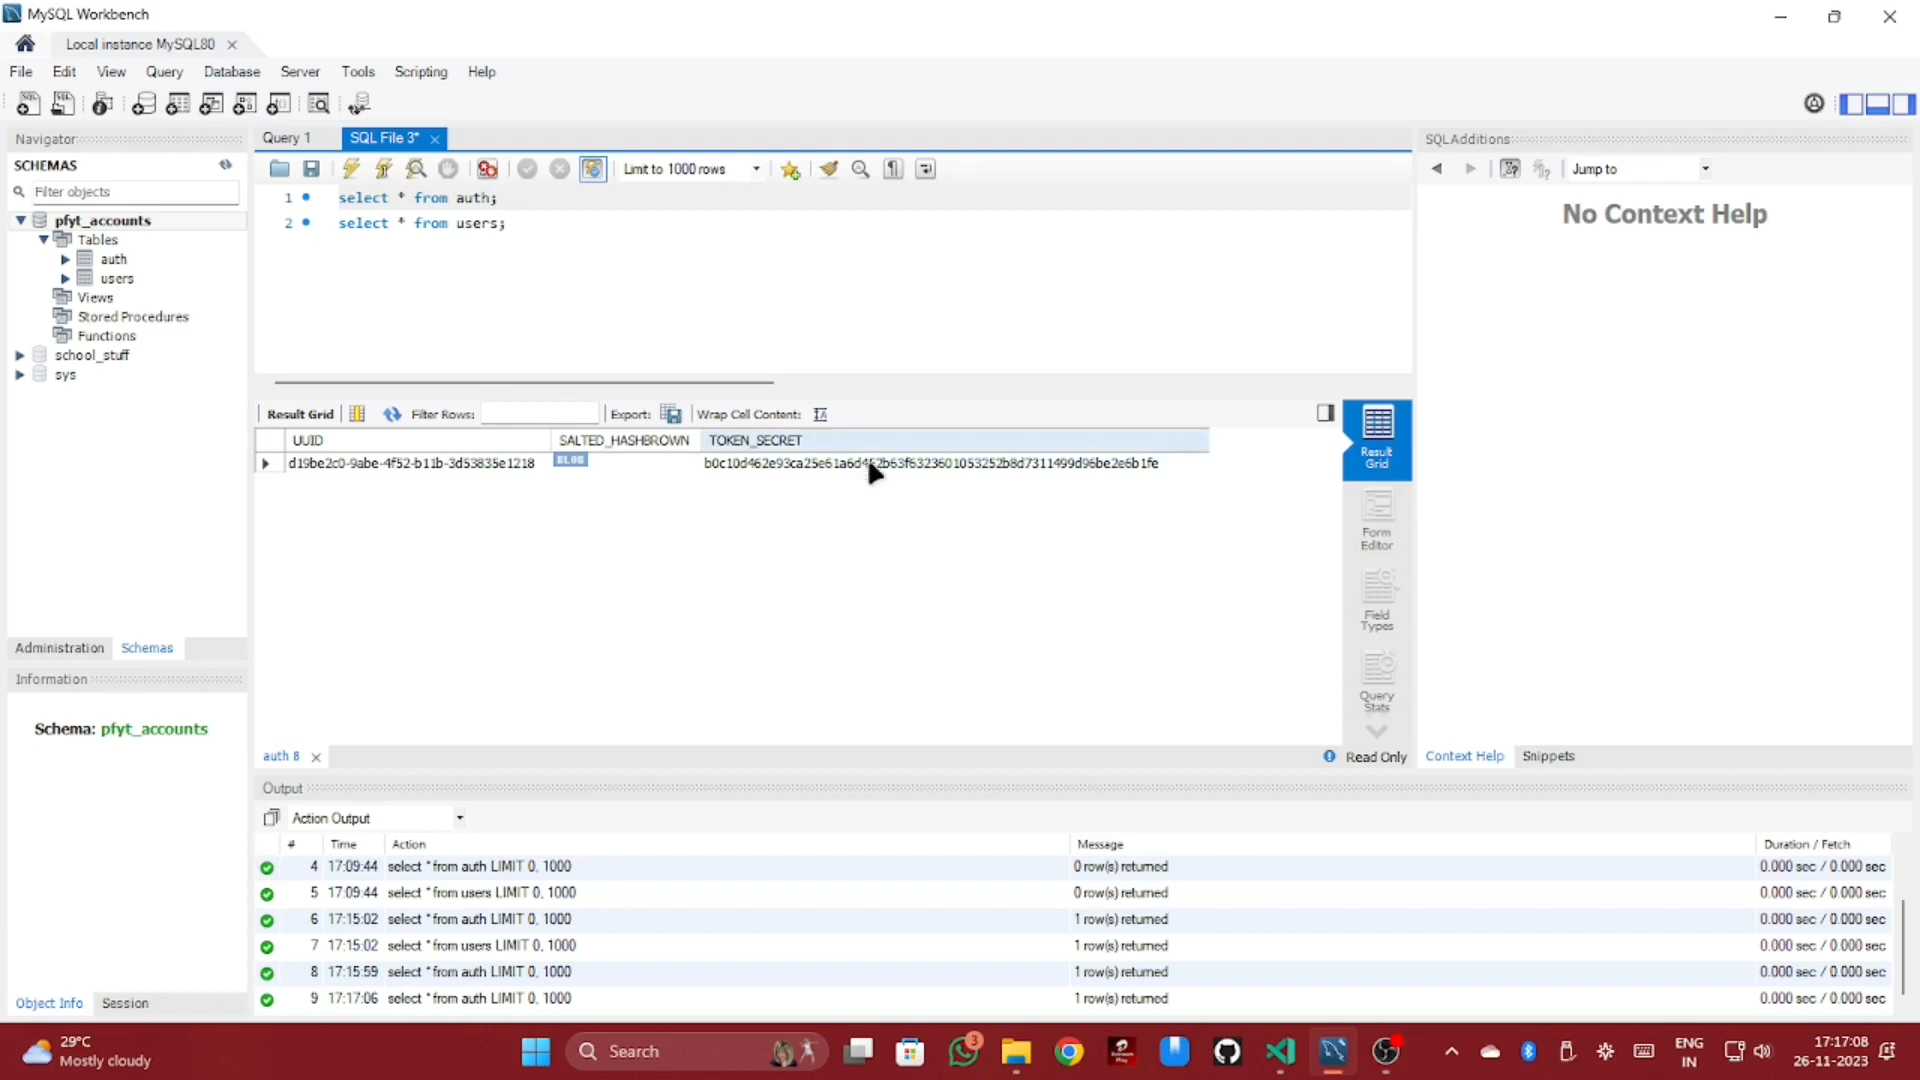 MySQL Workbench
Local instance MySQL80
File Edit View Query Database Server Tools Scripting Help
Navigator
SCHEMAS
Filter objects
pfyt_accounts
Tables
auth
users
Views
Stored Procedures
Functions
school_stuff
sys
Administration Schemas
Information
Schema: pfyt_accounts
Object Info Session
Query 1 SQL File 3*
Limit to 1000 rows
1 select * from auth;
2 select * from users;
Result Grid Filter Rows: Export: Wrap Cell Content:
UUID SALTED_HASHBROWN TOKEN_SECRET
d19be2c0-9abe-4f52-b11b-3d53835e1218 BLOB
Result Grid
Form Editor
Field Types
Query Stats
auth 8 Read Only
SQLAdditions
Jump to
No Context Help
Context Help Snippets
Output
Action Output
# Time Action Message Duration / Fetch
4 17:09:44 select * from auth LIMIT 0, 1000 0 row(s) returned 0.000 sec / 0.000 sec
5 17:09:44 select * from users LIMIT 0, 1000 0 row(s) returned 0.000 sec / 0.000 sec
6 17:15:02 select * from auth LIMIT 0, 1000 1 row(s) returned 0.000 sec / 0.000 sec
7 17:15:02 select * from users LIMIT 0, 1000 1 row(s) returned 0.000 sec / 0.000 sec
8 17:15:59 select * from auth LIMIT 0, 1000 1 row(s) returned 0.000 sec / 0.000 sec
9 17:17:06 select * from auth LIMIT 0, 1000 1 row(s) returned 0.000 sec / 0.000 sec
29°C
Mostly cloudy
Search
3
ENG
IN
17:17:08
26-11-2023